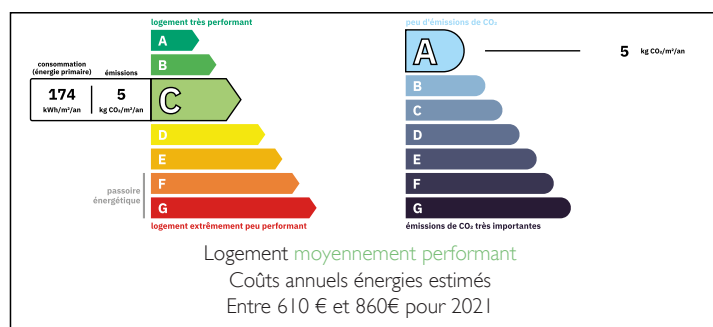 logement très performant
A
B
consommation
(énergie primaire)
émissions
174
kWh/m²/an
5
kg CO₂/m²/an
C
D
E
F
G
passoire
énergétique
logement extrêmement peu performant
peu d'émissions de CO₂
A
5 kg CO₂/m²/an
B
C
D
E
F
G
émissions de CO₂ très importantes
Logement moyennement performant
Coûts annuels énergies estimés
Entre 610 € et 860€ pour 2021